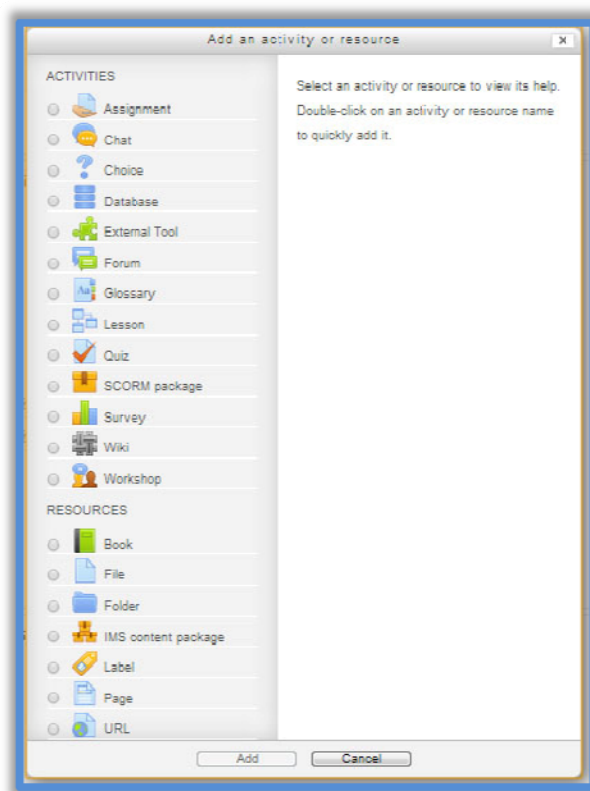 Add an activity or resource
x
ACTIVITIES
Assignment
Chat
Choice
Database
External Tool
Forum
Glossary
Lesson
Quiz
SCORM package
Survey
Wiki
Workshop
RESOURCES
Book
File
Folder
IMS content package
Label
Page
URL
Select an activity or resource to view its help.
Double-click on an activity or resource name
to quickly add it.
Add
Cancel